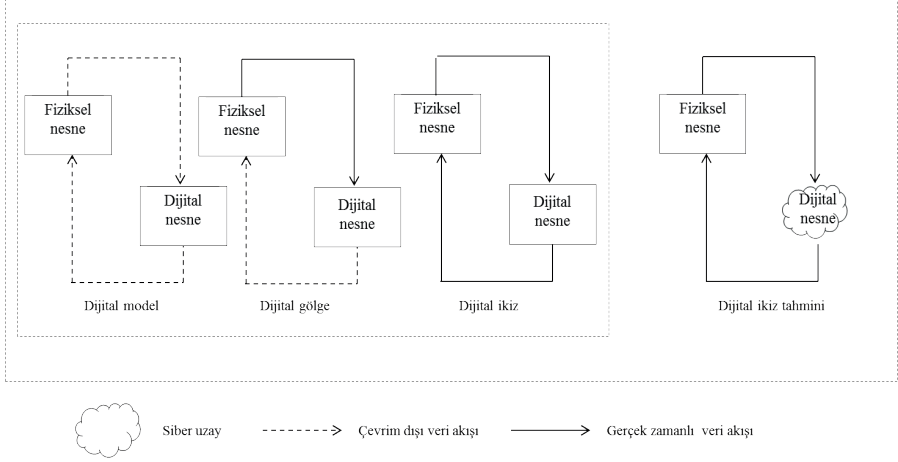 Fiziksel
nesne
Dijital
nesne
Dijital model
Fiziksel
nesne
Dijital
nesne
Dijital gölge
Fiziksel
nesne
Dijital
nesne
Dijital ikiz
Fiziksel
nesne
Dijital
nesne
Dijital ikiz tahmini
Siber uzay
Çevrim dışı veri akışı
Gerçek zamanlı veri akışı